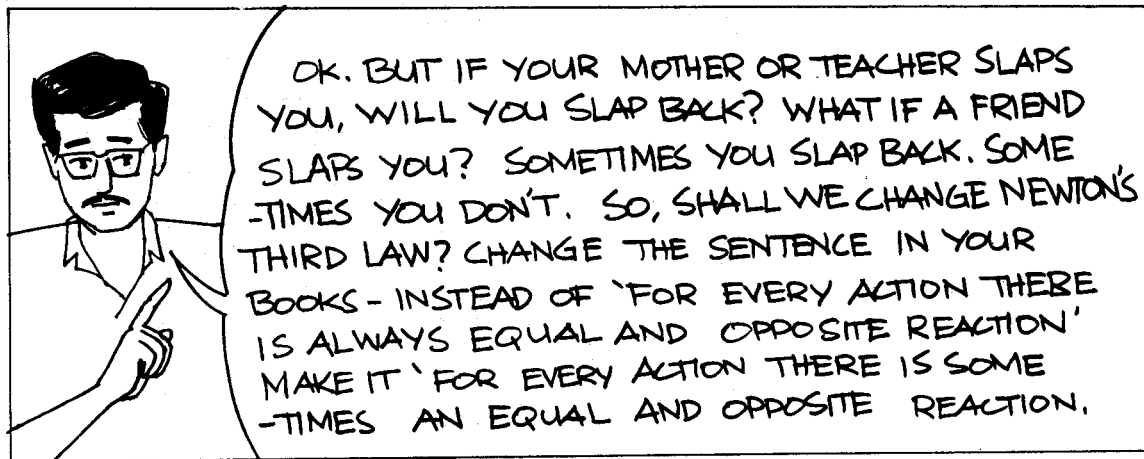 OK. BUT IF YOUR MOTHER OR TEACHER SLAPS
YOU, WILL YOU SLAP BACK? WHAT IF A FRIEND
SLAPS YOU? SOMETIMES YOU SLAP BACK. SOME
-TIMES YOU DON'T. SO, SHALL WE CHANGE NEWTON'S
THIRD LAW? CHANGE THE SENTENCE IN YOUR
BOOKS - INSTEAD OF 'FOR EVERY ACTION THERE
IS ALWAYS EQUAL AND OPPOSITE REACTION'
MAKE IT 'FOR EVERY ACTION THERE IS SOME
-TIMES AN EQUAL AND OPPOSITE REACTION.